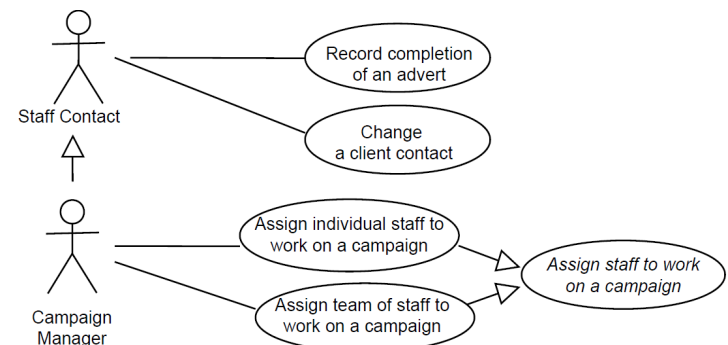 Record completion
of an advert
Staff Contact
Change
a client contact
Assign individual staff to
work on a campaign
Assign staff to work
on a campaign
Assign team of staff to
work on a campaign
Campaign
Manager